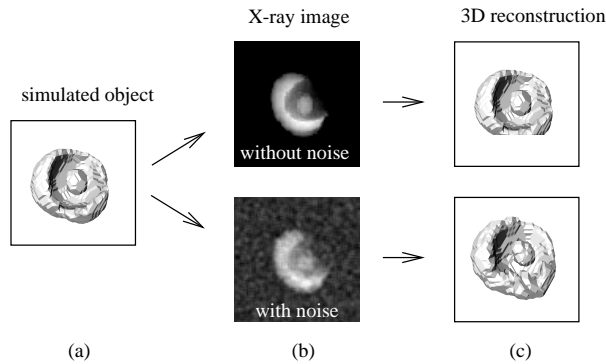 X-ray image
3D reconstruction
simulated object
without noise
with noise
(a)
(b)
(c)